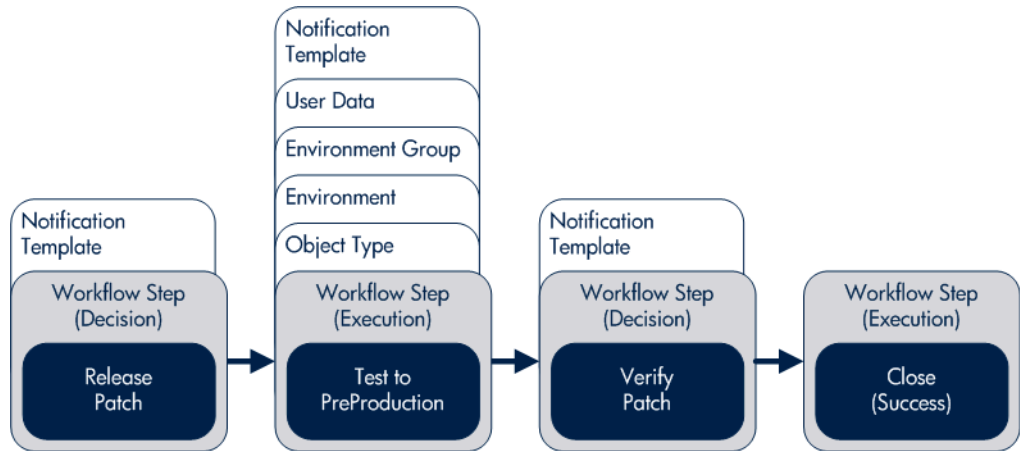 Notification
Template
Workflow Step
(Decision)
Release
Patch
Notification
Template
User Data
Environment Group
Environment
Object Type
Workflow Step
(Execution)
Test to
PreProduction
Notification
Template
Workflow Step
(Decision)
Verify
Patch
Workflow Step
(Execution)
Close
(Success)